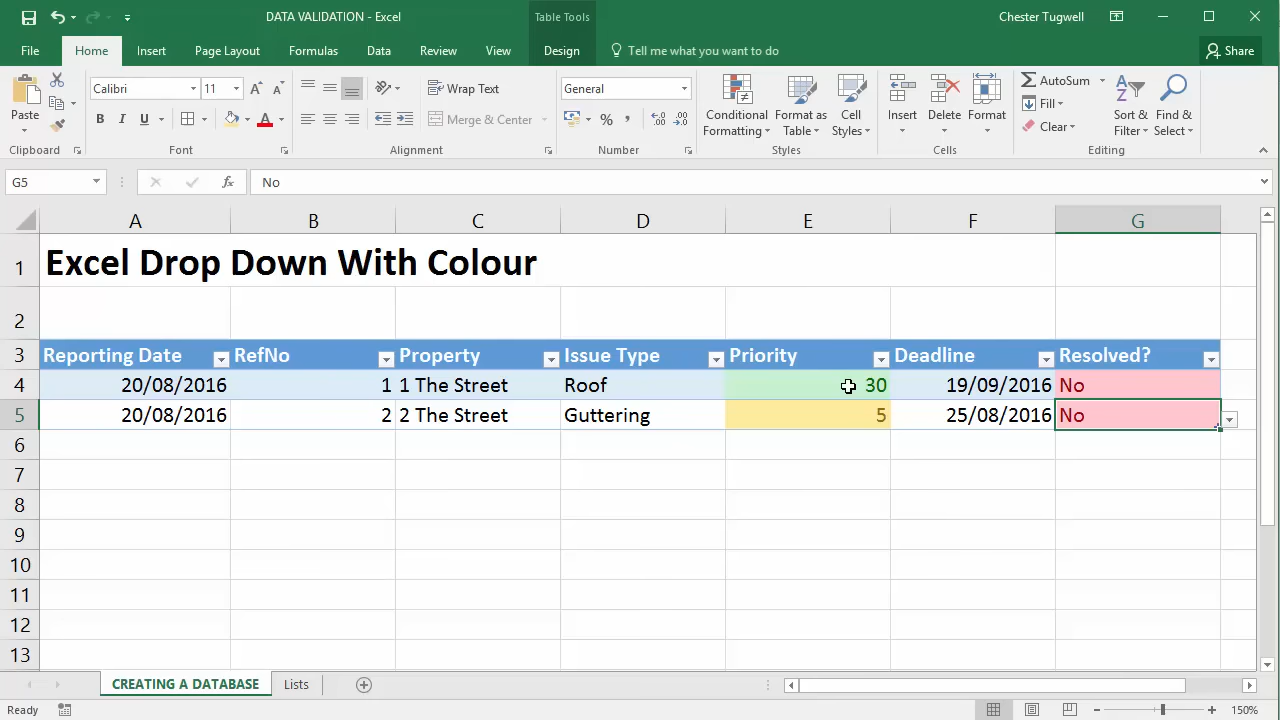 DATA VALIDATION - Excel
Table Tools
Chester Tugwell
File Home Insert Page Layout Formulas Data Review View Design Tell me what you want to do Share
Paste
Calibri 11
Wrap Text
General
Merge & Center
Conditional Formatting
Format as Table
Cell Styles
Insert
Delete
Format
AutoSum
Fill
Clear
Sort & Filter
Find & Select
Clipboard Font Alignment Number Styles Cells Editing
G5 fx No
A B C D E F G
1 Excel Drop Down With Colour
2
3 Reporting Date RefNo Property Issue Type Priority Deadline Resolved?
4 20/08/2016 1 1 The Street Roof 30 19/09/2016 No
5 20/08/2016 2 2 The Street Guttering 5 25/08/2016 No
6
7
8
9
10
11
12
13
CREATING A DATABASE Lists
Ready 150%